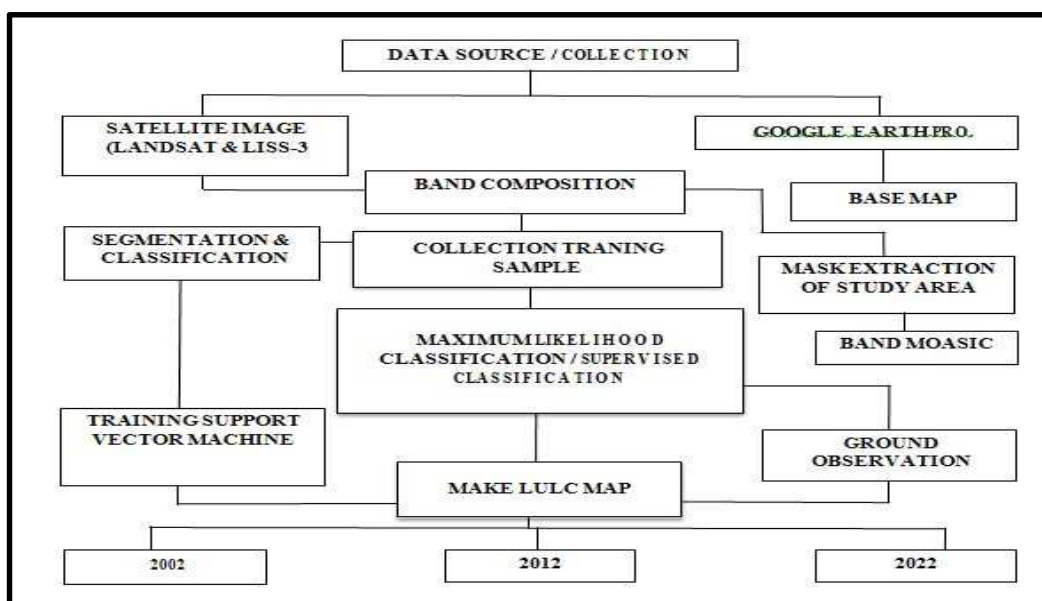 DATA SOURCE / COLLECTION
SATELLITE IMAGE
(LANDSAT & LISS-3
GOOGLE EARTH PRO.
BAND COMPOSITION
BASE MAP
SEGMENTATION &
CLASSIFICATION
COLLECTION TRANING
SAMPLE
MASK EXTRACTION
OF STUDY AREA
MAXIMUM LIKELIHOOD
CLASSIFICATION / SUPERVISED
CLASSIFICATION
BAND MOASIC
TRAINING SUPPORT
VECTOR MACHINE
GROUND
OBSERVATION
MAKE LULC MAP
2002
2012
2022